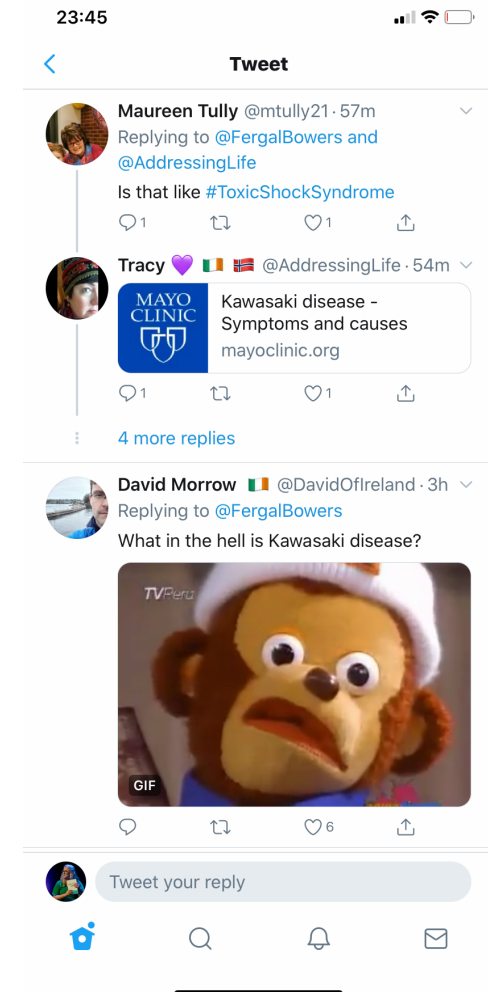 23:45
Tweet
Maureen Tully @mtully21 · 57m
Replying to @FergalBowers and
@AddressingLife
Is that like #ToxicShockSyndrome
1 1
Tracy 💜 🇮🇪 🇳🇴 @AddressingLife · 54m
MAYO
CLINIC
Kawasaki disease -
Symptoms and causes
mayoclinic.org
1 1
4 more replies
David Morrow 🇮🇪 @DavidOfIreland · 3h
Replying to @FergalBowers
What in the hell is Kawasaki disease?
TVPerú
GIF
6
Tweet your reply